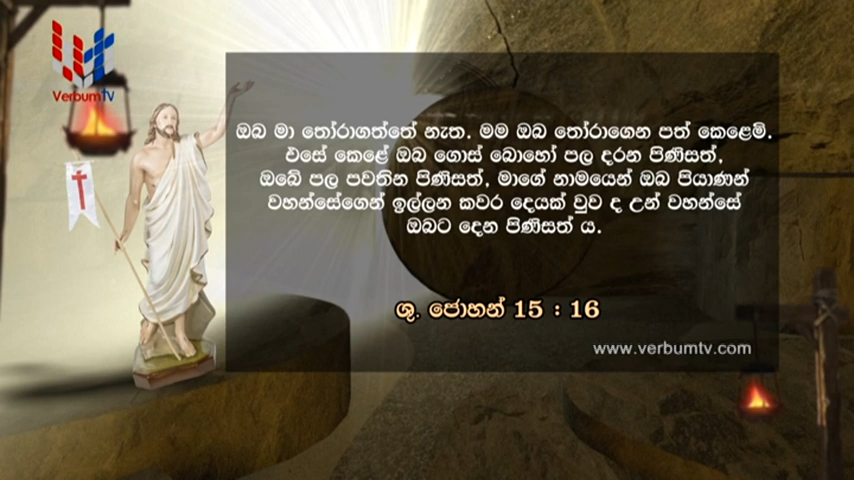 VerbumTV
ඔබ මා තෝරාගත්තේ නැත. මම ඔබ තෝරාගෙන පත් කෙළෙමි.
එසේ කෙළේ ඔබ ගොස් බොහෝ පල දරන පිණිසත්,
ඔබේ පල පවතින පිණිසත්, මාගේ නාමයෙන් ඔබ පියාණන්
වහන්සේගෙන් ඉල්ලන කවර දෙයක් වුව ද උන් වහන්සේ
ඔබට දෙන පිණිසත් ය.
ශු. ජොහන් 15 : 16
www.verbumtv.com